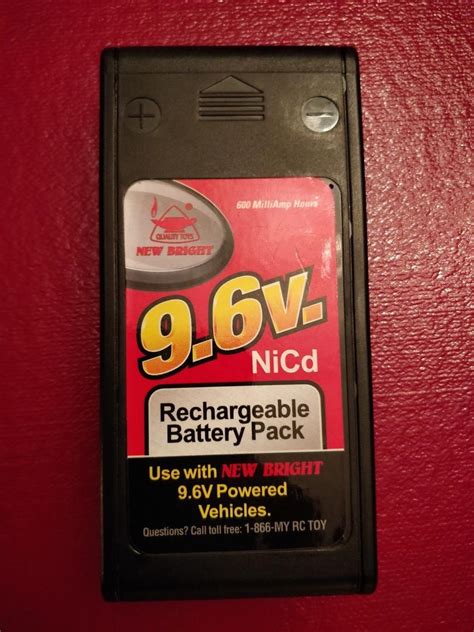 + −
600 MilliAmp Hours
QUALITY TOYS
NEW BRIGHT
9.6v.
NiCd
Rechargeable
Battery Pack
Use with NEW BRIGHT
9.6V Powered
Vehicles.
Questions? Call toll free: 1-866-MY RC TOY